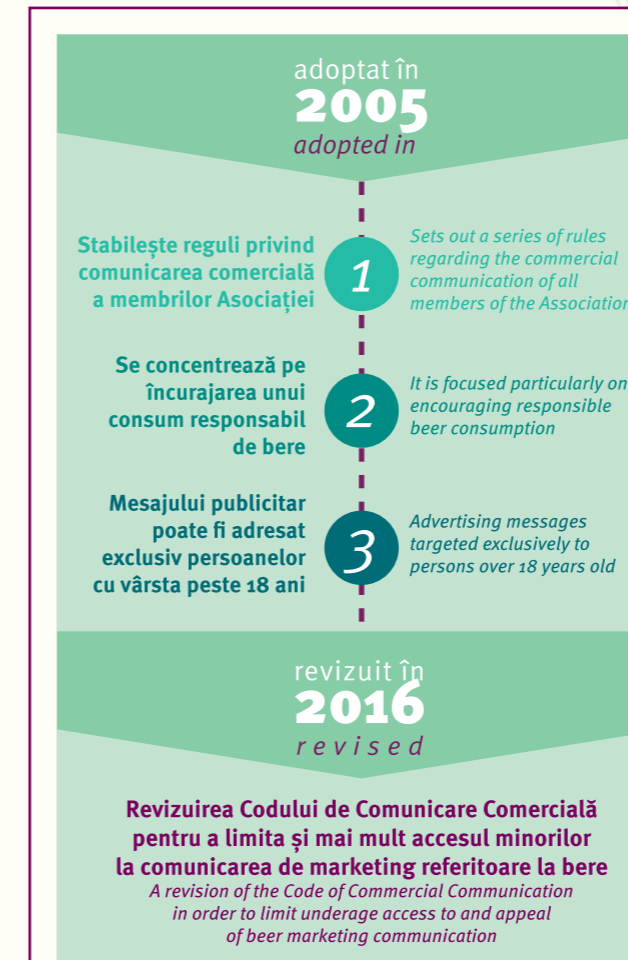 adoptat în
2005
adopted in
Stabilește reguli privind
comunicarea comercială
a membrilor Asociației
1
Sets out a series of rules
regarding the commercial
communication of all
members of the Association
Se concentrează pe
încurajarea unui
consum responsabil
de bere
2
It is focused particularly on
encouraging responsible
beer consumption
Mesajului publicitar
poate fi adresat
exclusiv persoanelor
cu vârsta peste 18 ani
3
Advertising messages
targeted exclusively to
persons over 18 years old
revizuit în
2016
revised
Revizuirea Codului de Comunicare Comercială
pentru a limita și mai mult accesul minorilor
la comunicarea de marketing referitoare la bere
A revision of the Code of Commercial Communication
in order to limit underage access to and appeal
of beer marketing communication